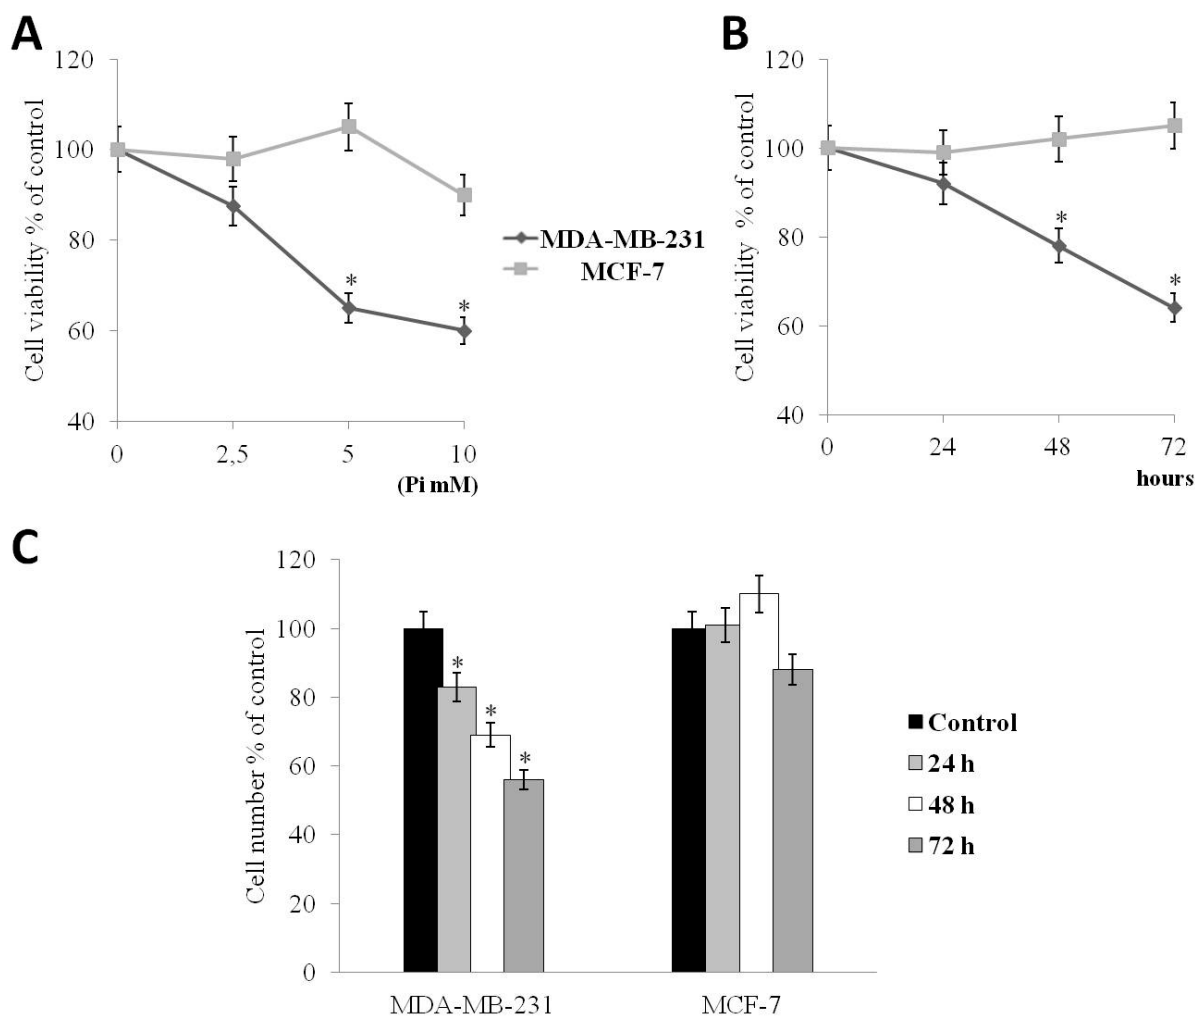 A
Cell viability % of control
120
100
80
60
40
*
*
0 2,5 5 10
(Pi mM)
MDA-MB-231
MCF-7
B
Cell viability % of control
120
100
80
60
40
*
*
0 24 48 72
hours
C
Cell number % of control
120
100
80
60
40
20
0
*
*
*
MDA-MB-231 MCF-7
Control
24 h
48 h
72 h